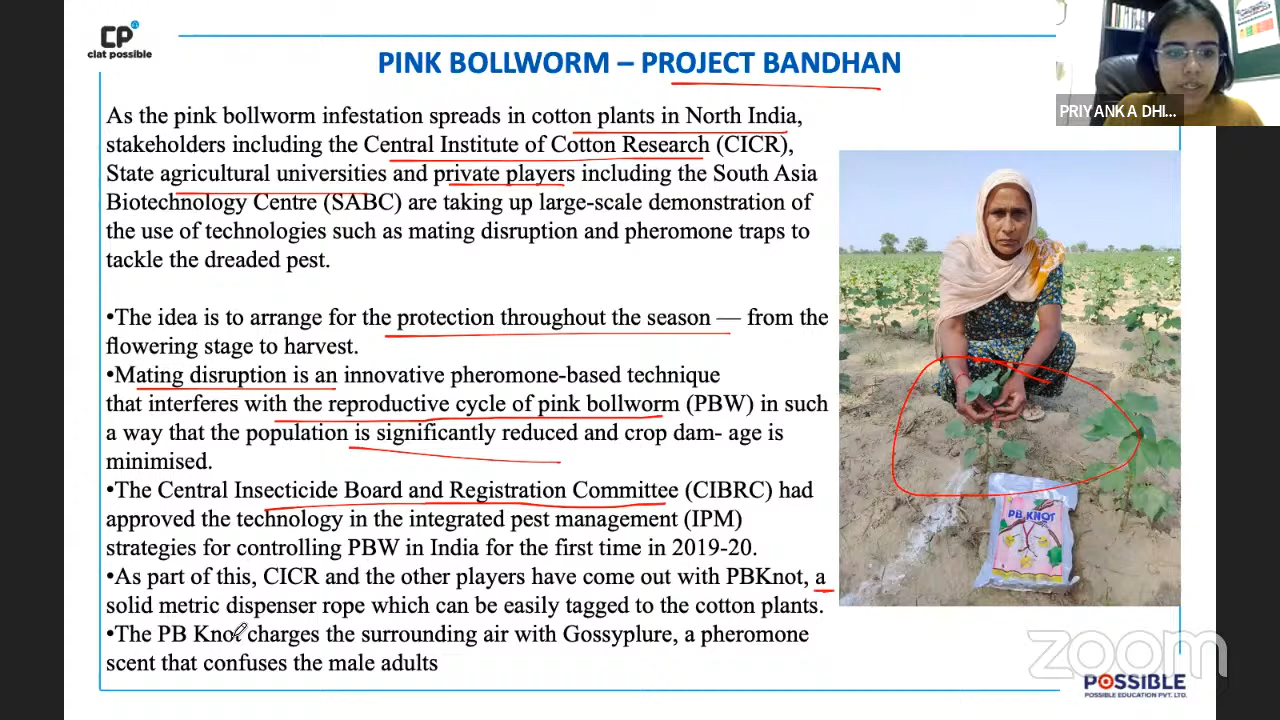 CP
clat possible
PINK BOLLWORM – PROJECT BANDHAN
PRIYANKA DHI...
As the pink bollworm infestation spreads in cotton plants in North India,
stakeholders including the Central Institute of Cotton Research (CICR),
State agricultural universities and private players including the South Asia
Biotechnology Centre (SABC) are taking up large-scale demonstration of
the use of technologies such as mating disruption and pheromone traps to
tackle the dreaded pest.
•The idea is to arrange for the protection throughout the season — from the
flowering stage to harvest.
•Mating disruption is an innovative pheromone-based technique
that interferes with the reproductive cycle of pink bollworm (PBW) in such
a way that the population is significantly reduced and crop dam- age is
minimised.
•The Central Insecticide Board and Registration Committee (CIBRC) had
approved the technology in the integrated pest management (IPM)
strategies for controlling PBW in India for the first time in 2019-20.
•As part of this, CICR and the other players have come out with PBKnot, a
solid metric dispenser rope which can be easily tagged to the cotton plants.
•The PB Knot charges the surrounding air with Gossyplure, a pheromone
scent that confuses the male adults
PB KNOT
zoom
POSSIBLE
POSSIBLE EDUCATION PVT. LTD.